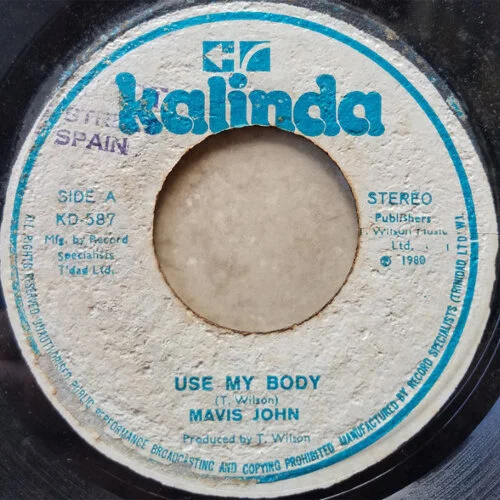 kalinda
SPAIN
SIDE A
KD-587
Mfg. by Record
Specialists
T'dad Ltd.
STEREO
Publishers
T. Wilson Music
Ltd.
℗ 1980
USE MY BODY
(T. Wilson)
MAVIS JOHN
Produced by T. Wilson
ALL RIGHTS RESERVED. UNAUTHORISED PUBLIC PERFORMANCE BROADCASTING AND COPYING PROHIBITED. MANUFACTURED BY RECORD SPECIALISTS (TRINIDAD) LTD. W.I.